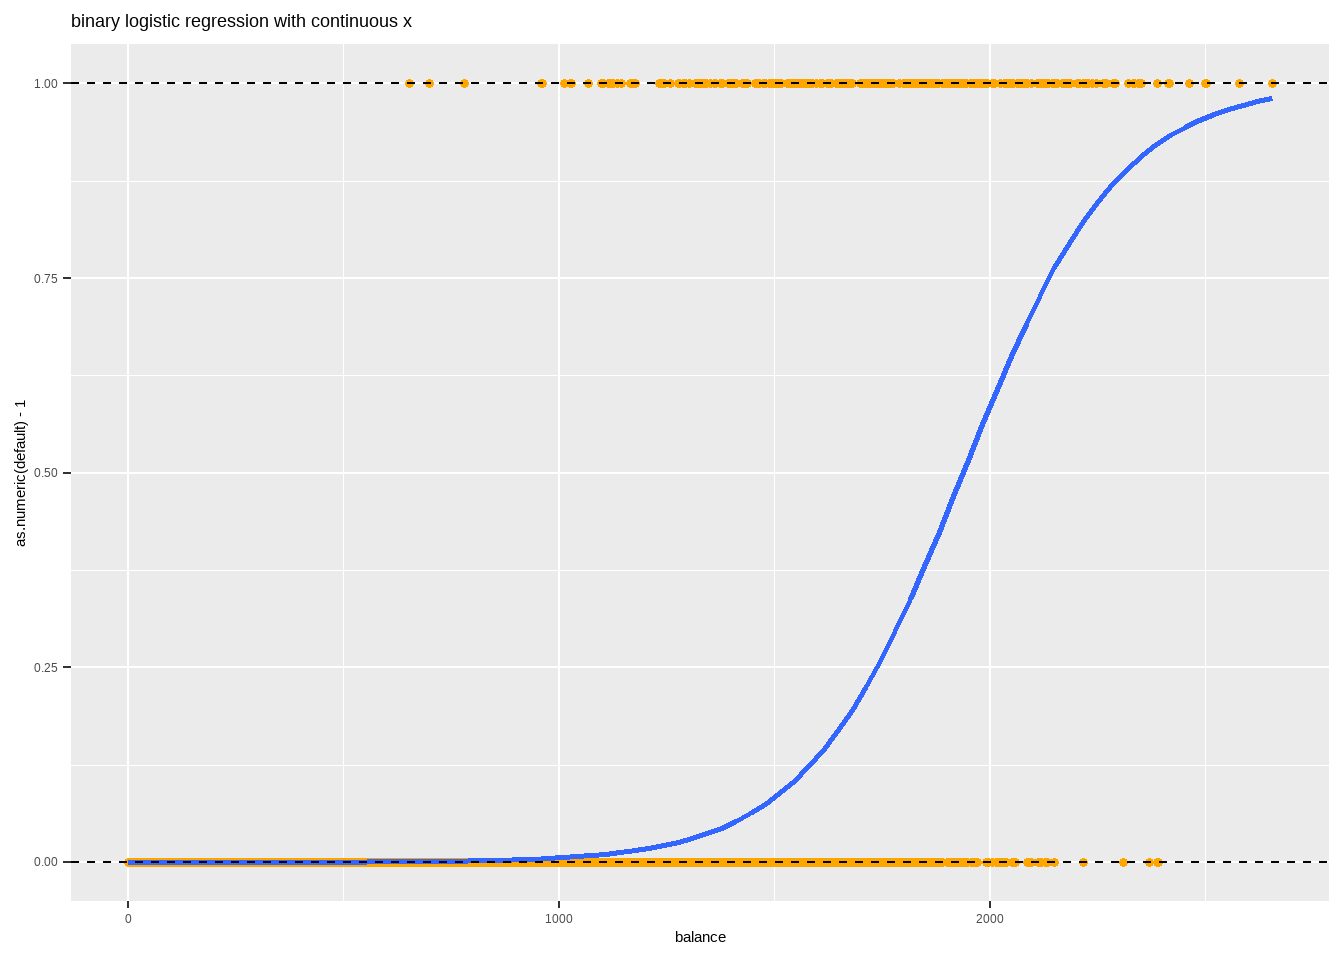 binary logistic regression with continuous x
1.00
0.75
0.50
0.25
0.00
as.numeric(default) - 1
0 1000 2000
balance